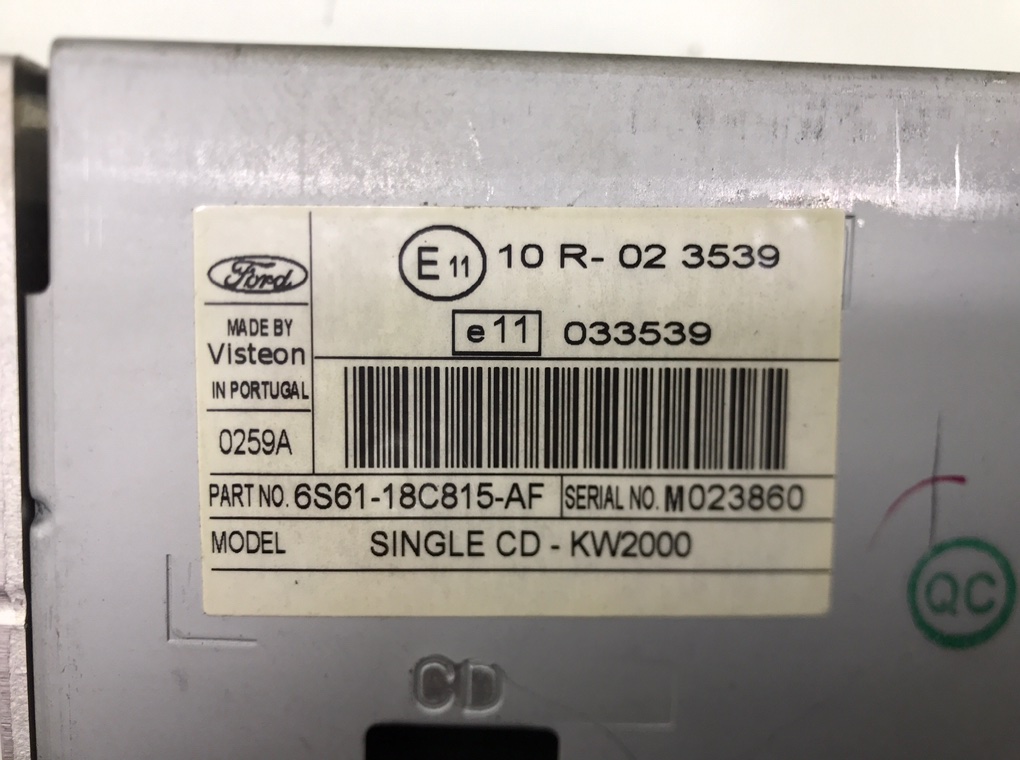 Ford
MADE BY
Visteon
IN PORTUGAL
0259A
E 11 10 R- 02 3539
e11 033539
PART NO. 6S61-18C815-AF SERIAL NO. M023860
MODEL SINGLE CD - KW2000
QC
CD